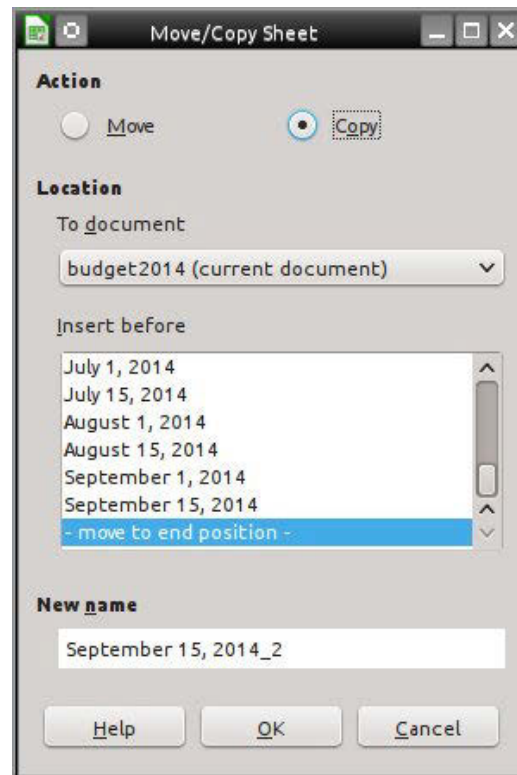 Move/Copy Sheet
Action
Move
Copy
Location
To document
budget2014 (current document)
Insert before
July 1, 2014
July 15, 2014
August 1, 2014
August 15, 2014
September 1, 2014
September 15, 2014
- move to end position -
New name
September 15, 2014_2
Help
OK
Cancel